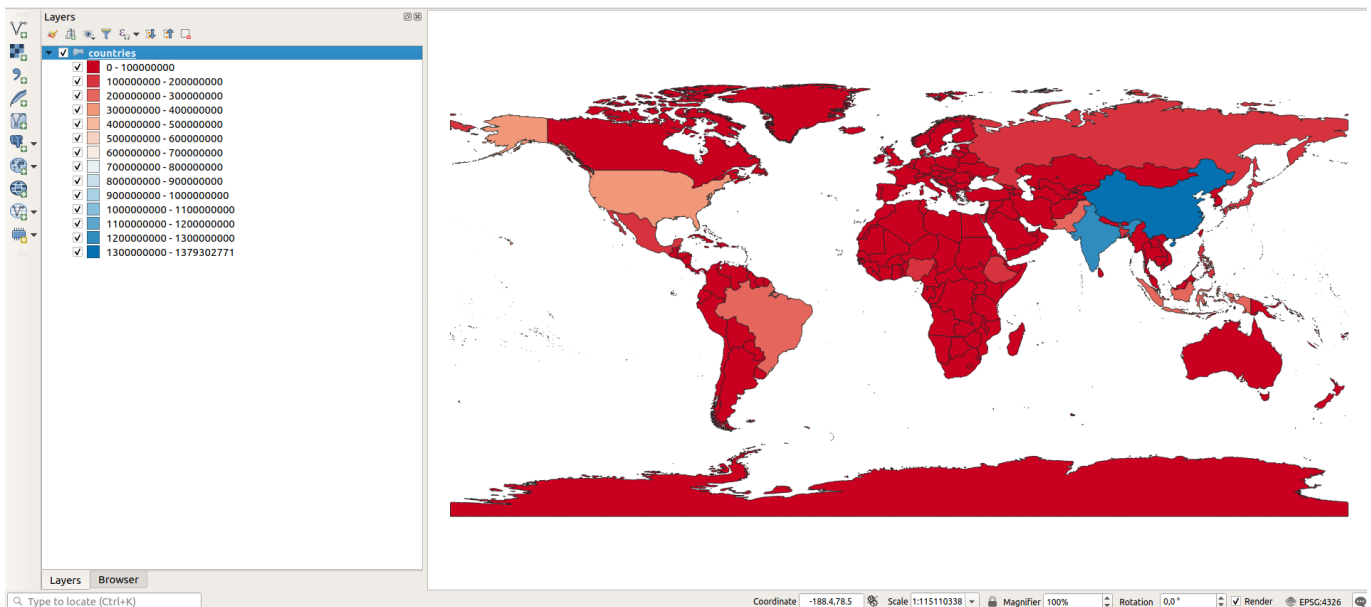 Layers
countries
0 - 100000000
100000000 - 200000000
200000000 - 300000000
300000000 - 400000000
400000000 - 500000000
500000000 - 600000000
600000000 - 700000000
700000000 - 800000000
800000000 - 900000000
900000000 - 1000000000
1000000000 - 1100000000
1100000000 - 1200000000
1200000000 - 1300000000
1300000000 - 1379302771
Layers Browser
Type to locate (Ctrl+K) Coordinate -188.4,78.5 Scale 1:115110338 Magnifier 100% Rotation 0,0 ° Render EPSG:4326